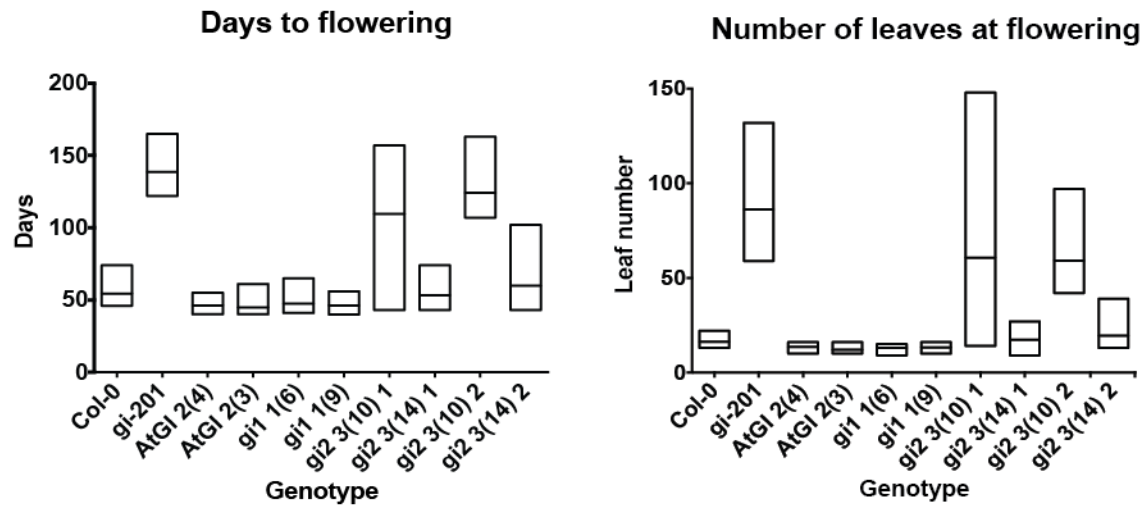 Days to flowering
Days
200
150
100
50
0
Col-0
gi-201
AtGI 2(4)
AtGI 2(3)
gi1 1(6)
gi1 1(9)
gi2 3(10) 1
gi2 3(14) 1
gi2 3(10) 2
gi2 3(14) 2
Genotype
Number of leaves at flowering
Leaf number
150
100
50
0
Col-0
gi-201
AtGI 2(4)
AtGI 2(3)
gi1 1(6)
gi1 1(9)
gi2 3(10) 1
gi2 3(14) 1
gi2 3(10) 2
gi2 3(14) 2
Genotype